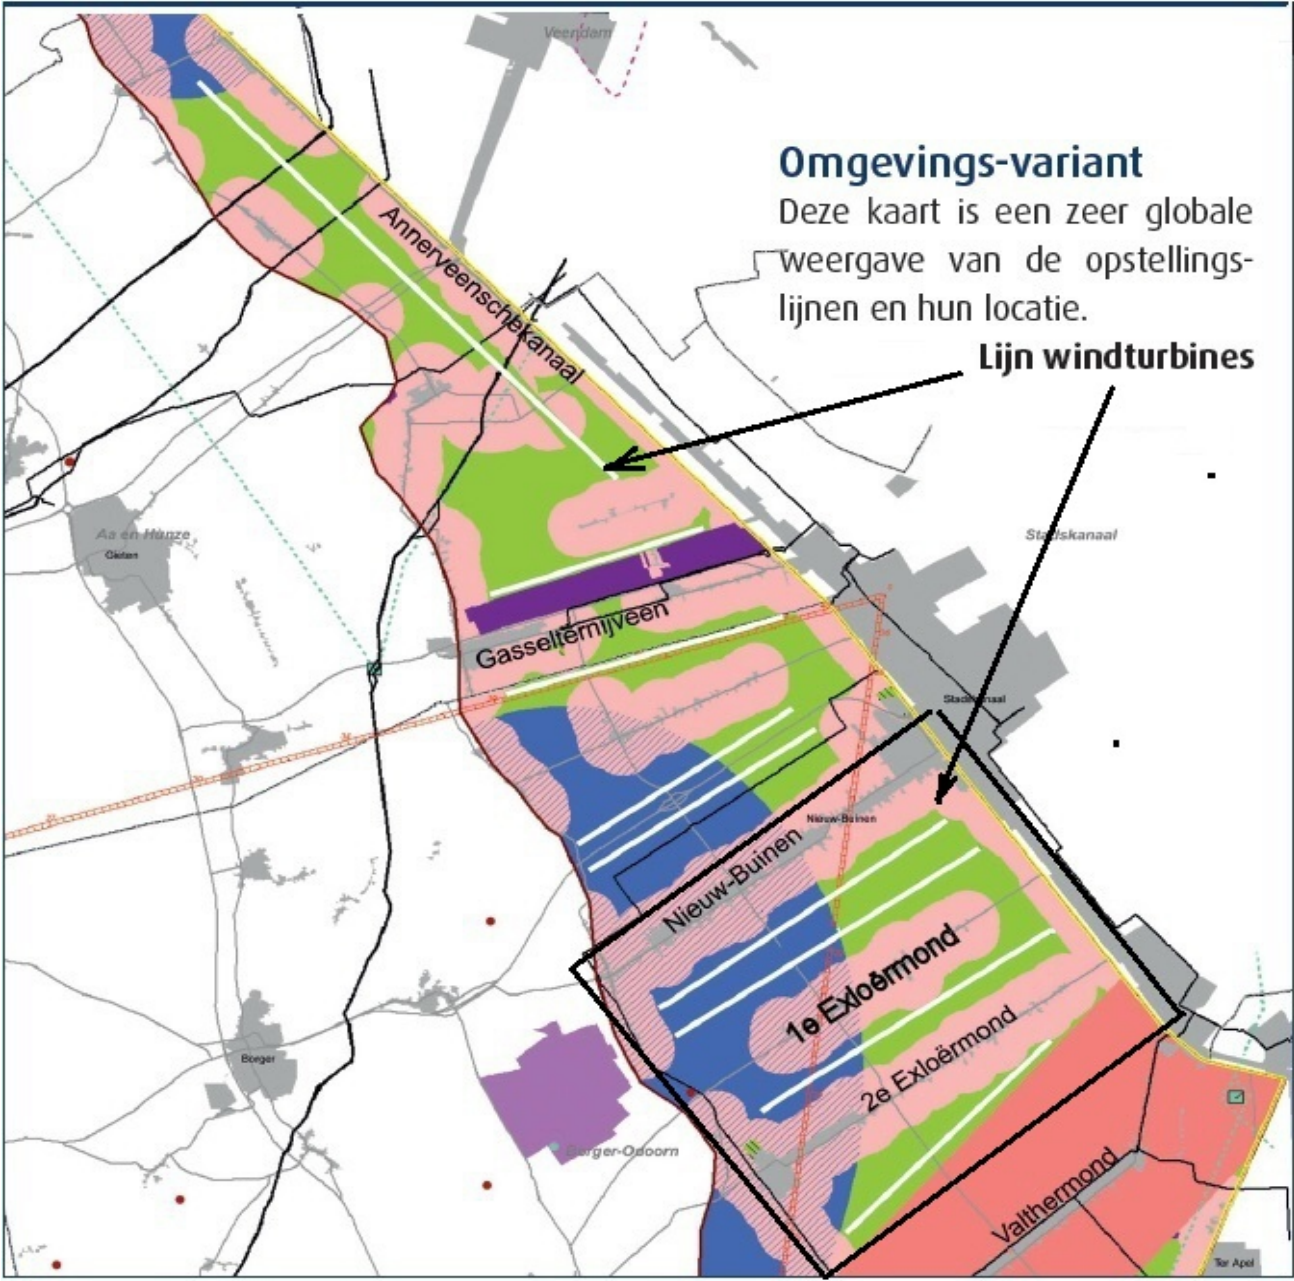 Veendam
Omgevings-variant
Deze kaart is een zeer globale
weergave van de opstellings-
lijnen en hun locatie.
Lijn windturbines
Annerveenschekanaal
Aa en Hunze
Gieten
Stadskanaal
Gasselternijveen
Stadskanaal
Nieuw-Buinen
Nieuw-Buinen
1e Exloërmond
2e Exloërmond
Borger
Borger-Odoorn
Valthermond
Ter Apel